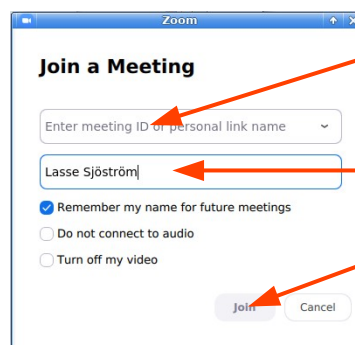 Zoom
Join a Meeting
Enter meeting ID or personal link name
Lasse Sjöström
Remember my name for future meetings
Do not connect to audio
Turn off my video
Join
Cancel